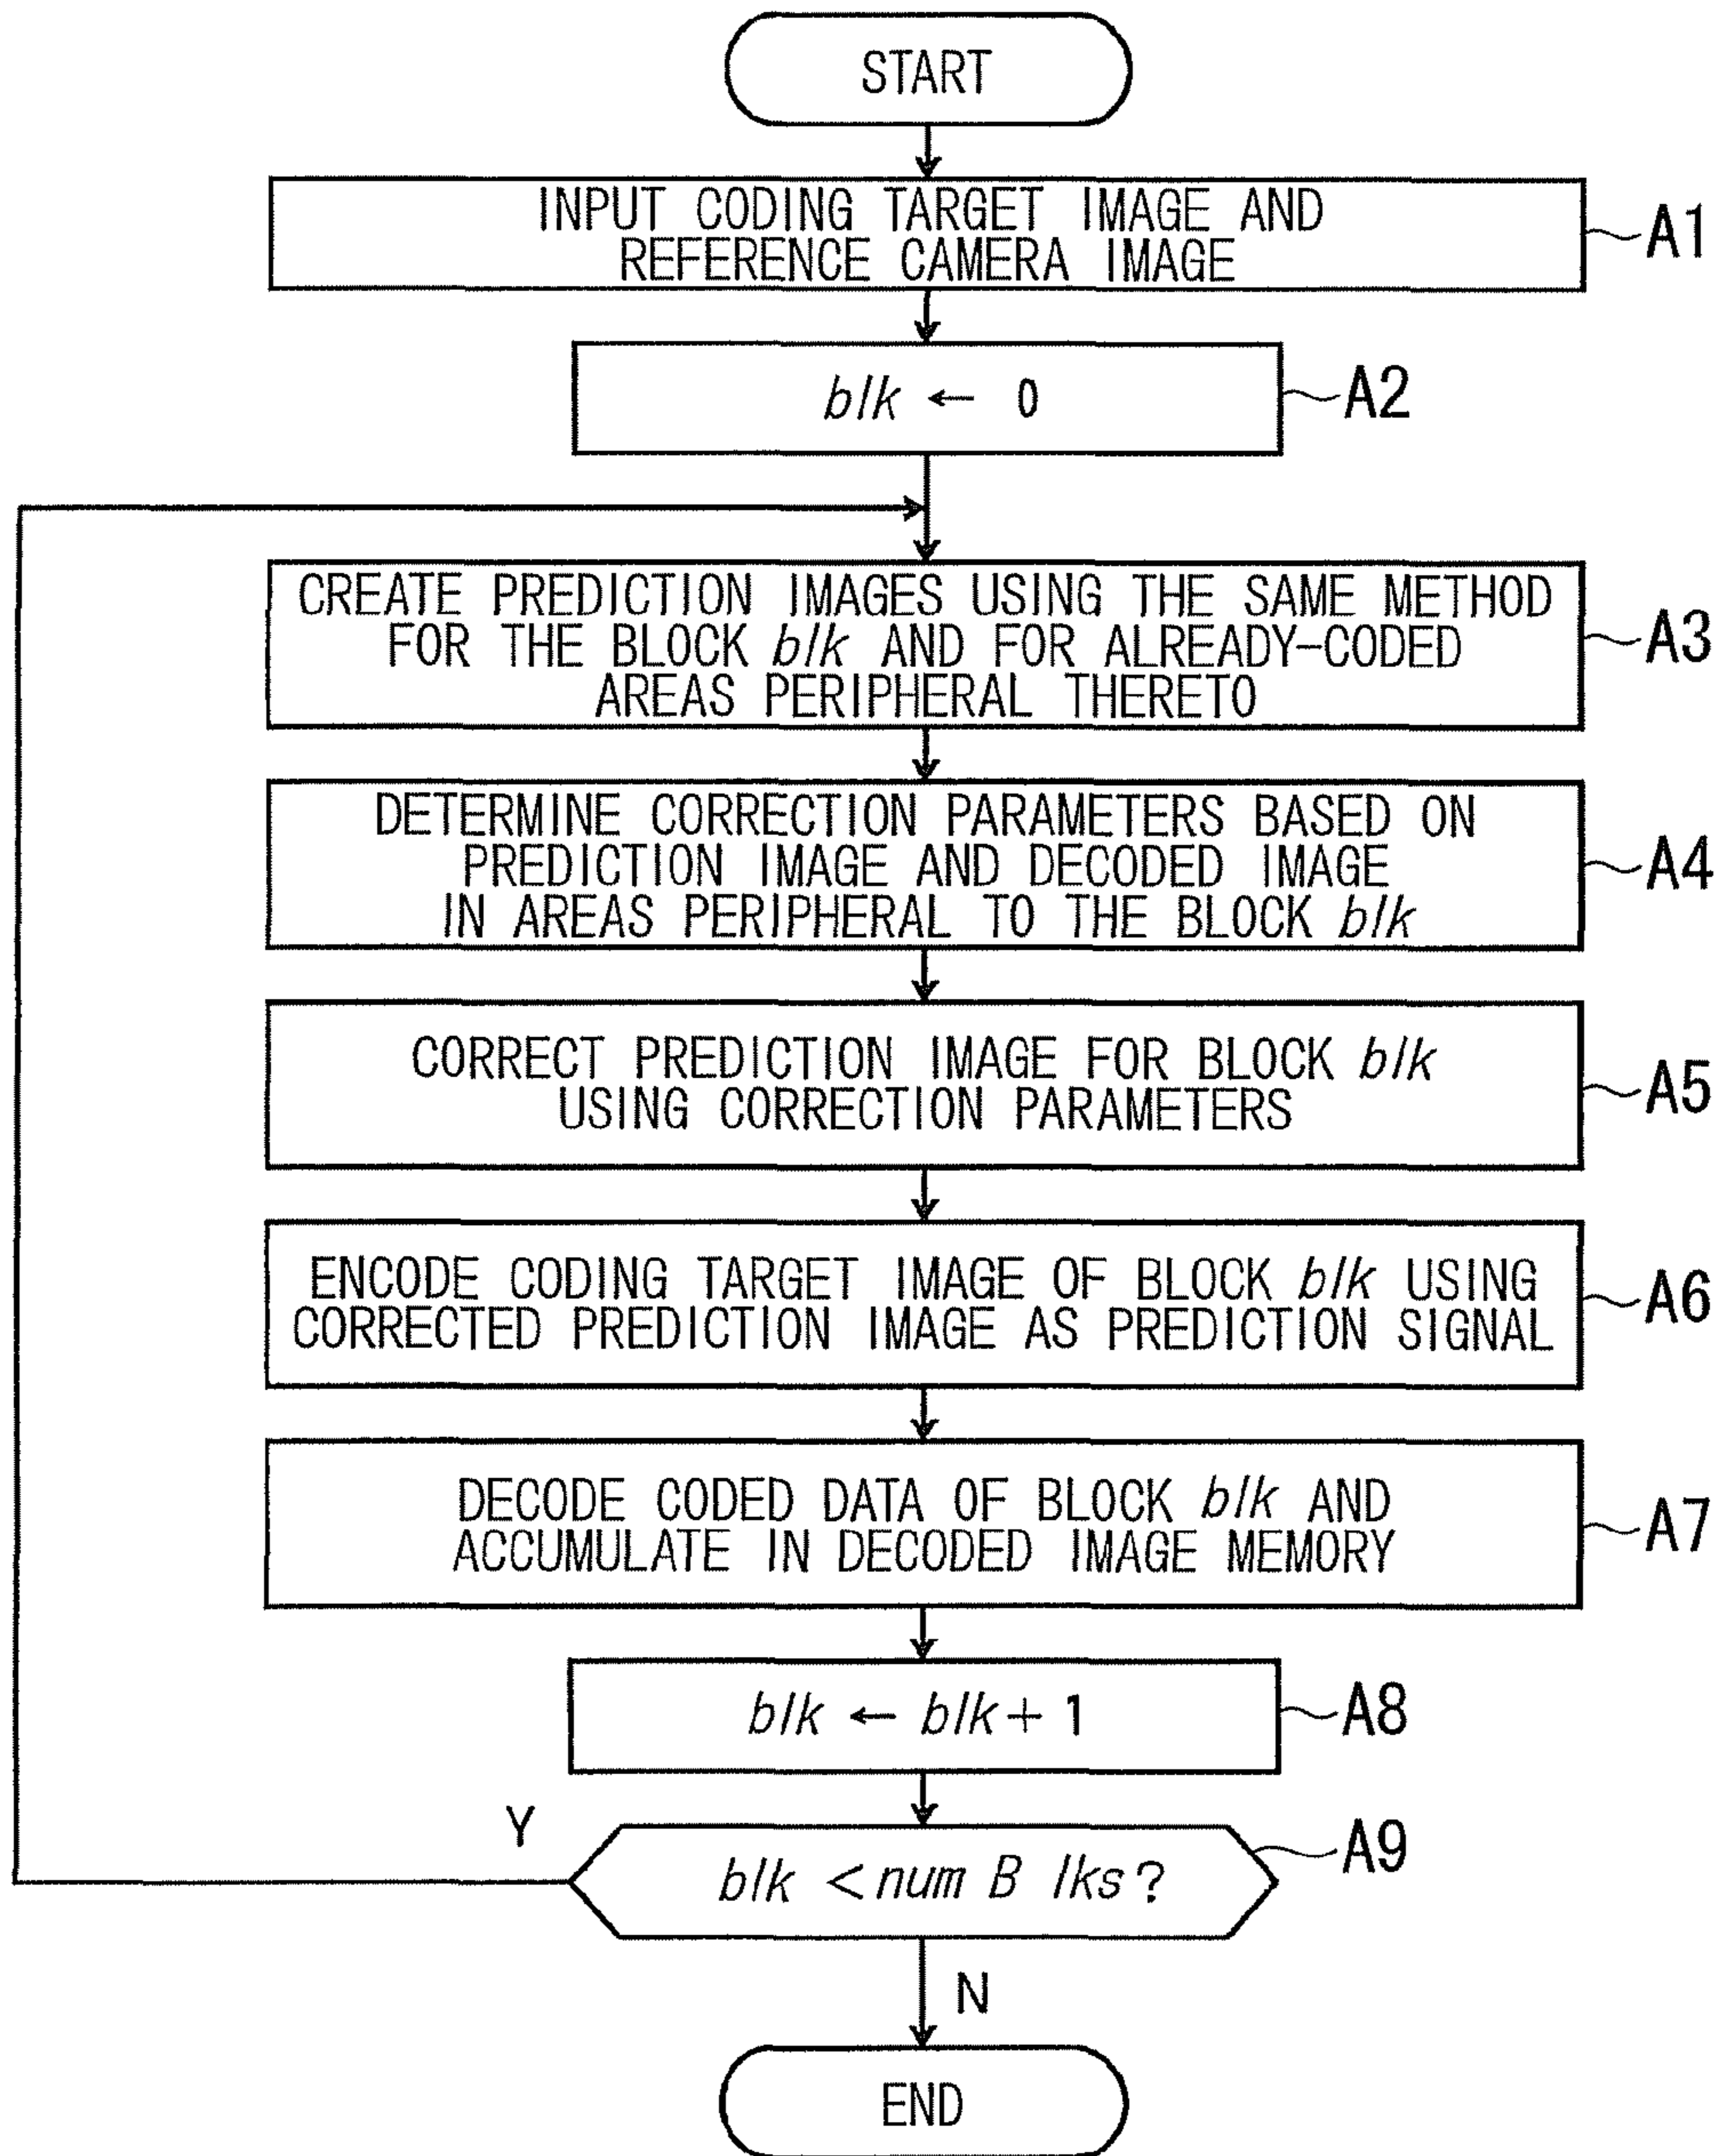 START
INPUT CODING TARGET IMAGE AND
REFERENCE CAMERA IMAGE
A1
blk ← 0
A2
CREATE PREDICTION IMAGES USING THE SAME METHOD
FOR THE BLOCK blk AND FOR ALREADY-CODED
AREAS PERIPHERAL THERETO
A3
DETERMINE CORRECTION PARAMETERS BASED ON
PREDICTION IMAGE AND DECODED IMAGE
IN AREAS PERIPHERAL TO THE BLOCK blk
A4
CORRECT PREDICTION IMAGE FOR BLOCK blk
USING CORRECTION PARAMETERS
A5
ENCODE CODING TARGET IMAGE OF BLOCK blk USING
CORRECTED PREDICTION IMAGE AS PREDICTION SIGNAL
A6
DECODE CODED DATA OF BLOCK blk AND
ACCUMULATE IN DECODED IMAGE MEMORY
A7
blk ← blk + 1
A8
Y
blk < num B lks?
A9
N
END